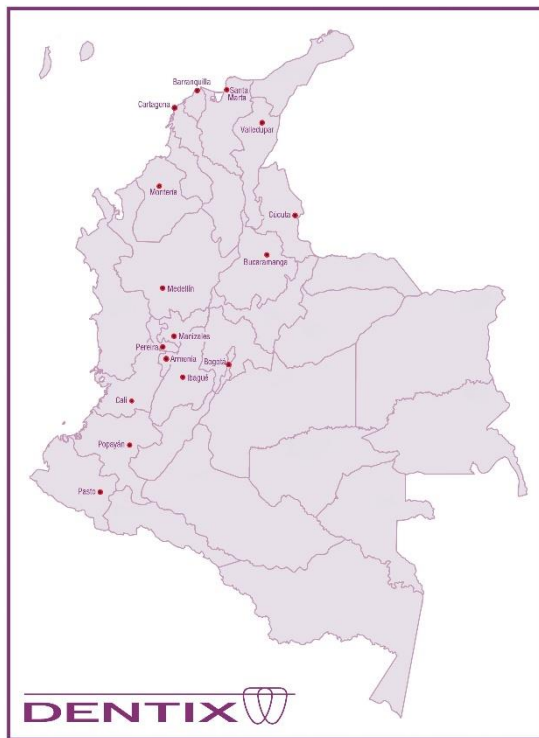 Barranquilla
Santa
Marta
Cartagena
Valledupar
Montería
Cúcuta
Bucaramanga
Medellín
Manizales
Pereira
Armenia
Bogotá
Ibagué
Cali
Popayán
Pasto
DENTIX